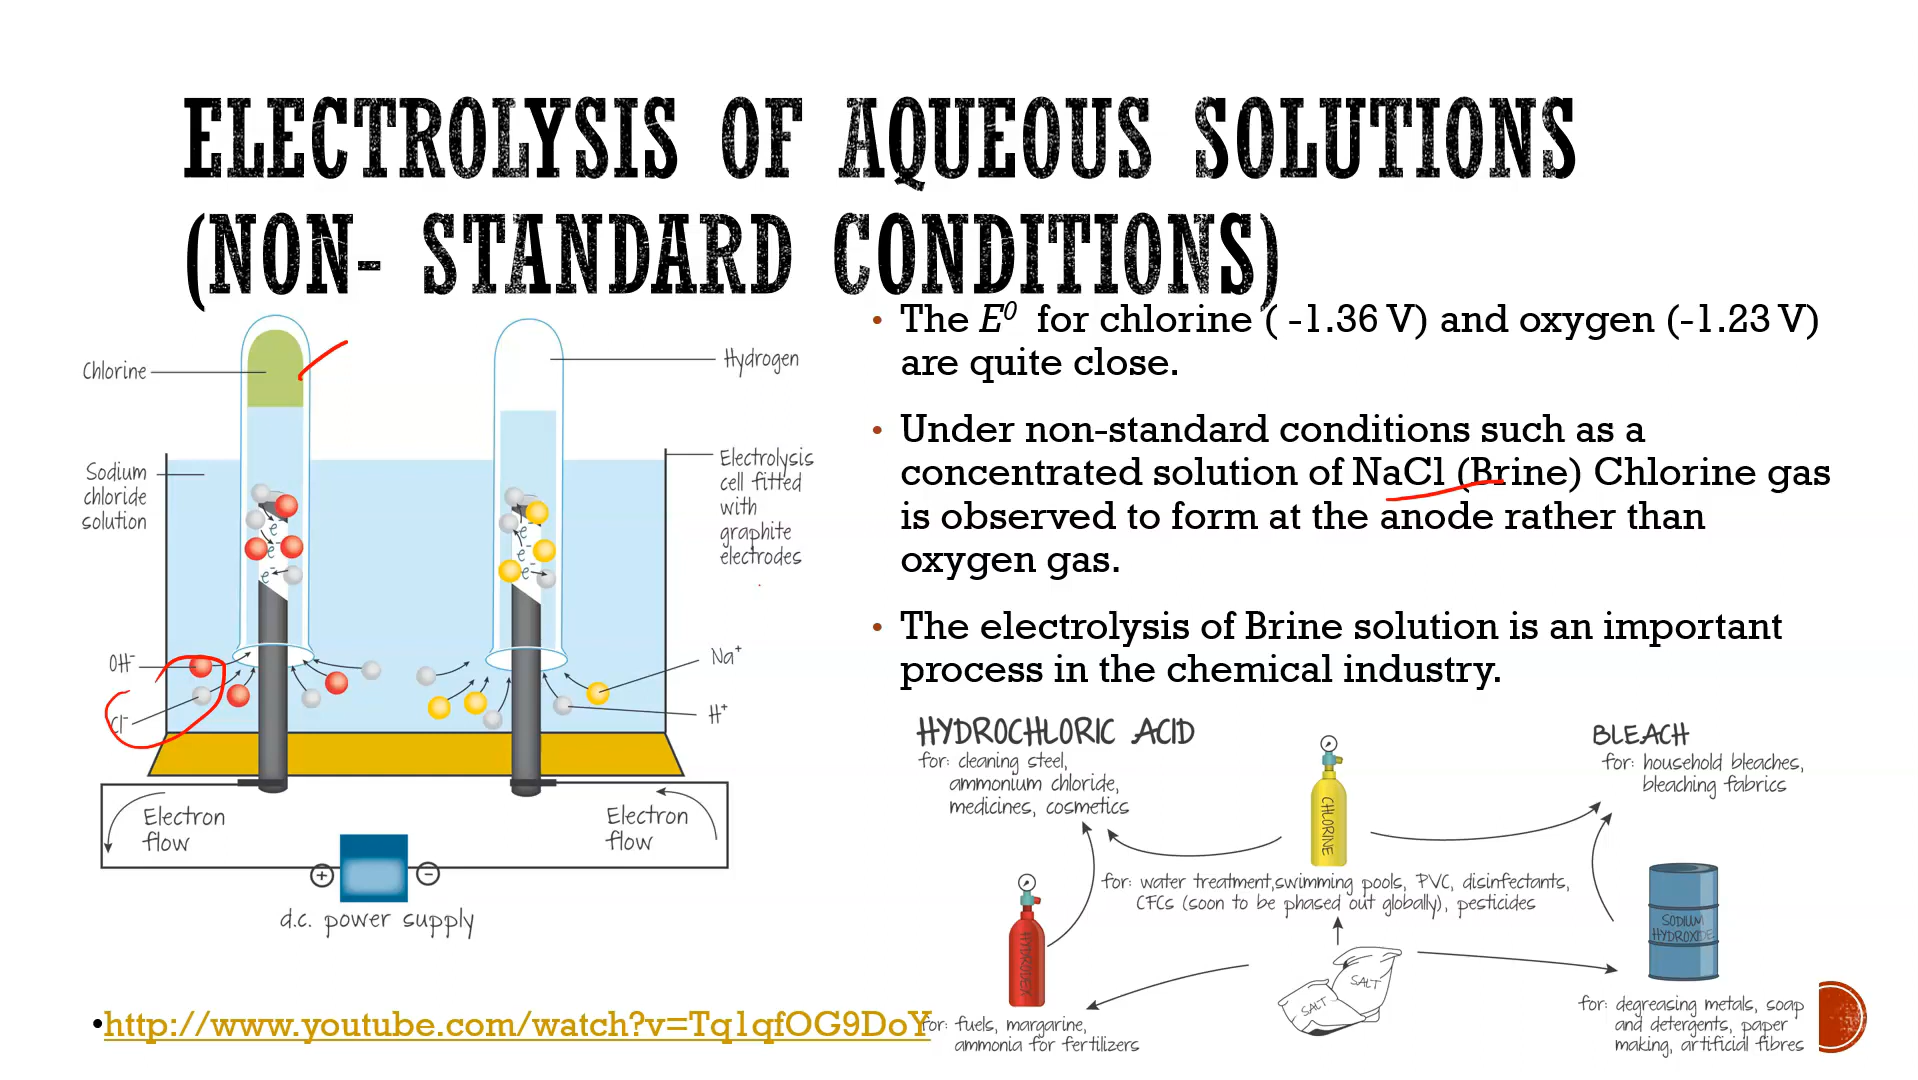 ELECTROLYSIS OF AQUEOUS SOLUTIONS
(NON- STANDARD CONDITIONS)
Chlorine
Hydrogen
Sodium
chloride
solution
Electrolysis
cell fitted
with
graphite
electrodes
e⁻
e⁻
e⁻
e⁻
e⁻
e⁻
OH⁻
Cl⁻
Na⁺
H⁺
Electron
flow
Electron
flow
+
−
d.c. power supply
• The E⁰ for chlorine ( -1.36 V) and oxygen (-1.23 V)
are quite close.
• Under non-standard conditions such as a
concentrated solution of NaCl (Brine) Chlorine gas
is observed to form at the anode rather than
oxygen gas.
• The electrolysis of Brine solution is an important
process in the chemical industry.
HYDROCHLORIC ACID
for: cleaning steel,
ammonium chloride,
medicines, cosmetics
BLEACH
for: household bleaches,
bleaching fabrics
CHLORINE
for: water treatment,swimming pools, PVC, disinfectants,
CFCs (soon to be phased out globally), pesticides
HYDROGEN
SODIUM
HYDROXIDE
SALT
SALT
for: fuels, margarine,
ammonia for fertilizers
for: degreasing metals, soap
and detergents, paper
making, artificial fibres
•http://www.youtube.com/watch?v=Tq1qfOG9DoY